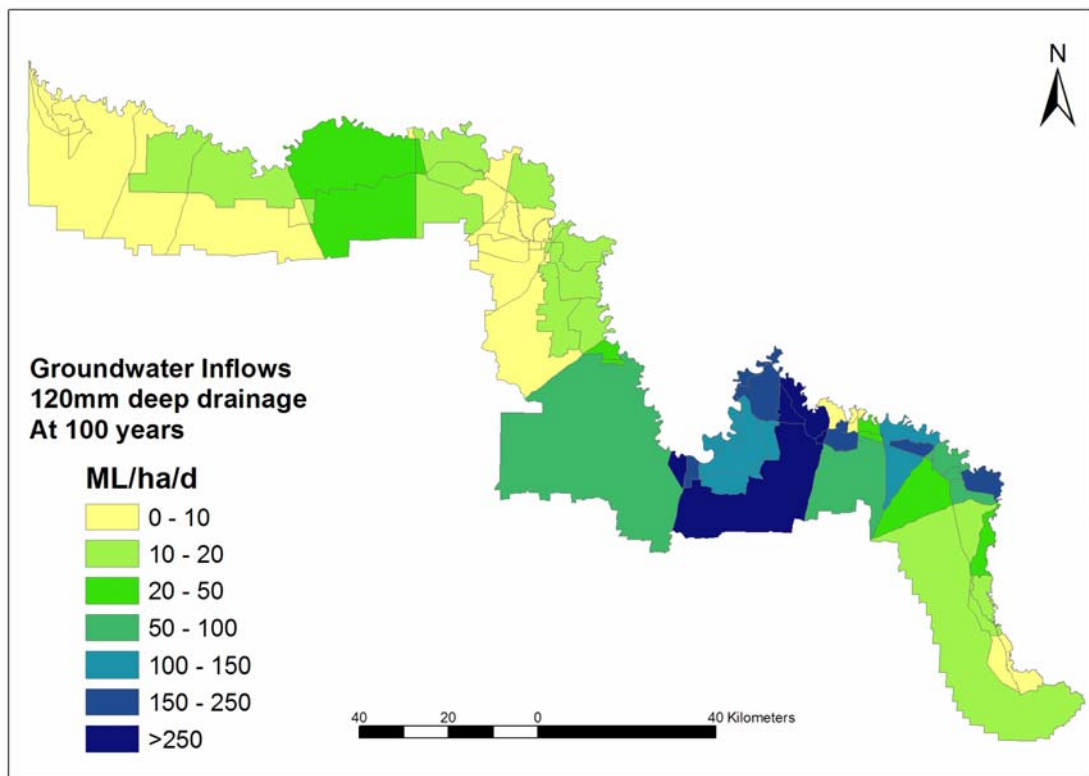 N
Groundwater Inflows
120mm deep drainage
At 100 years
ML/ha/d
0 - 10
10 - 20
20 - 50
50 - 100
100 - 150
150 - 250
>250
40 20 0 40 Kilometers